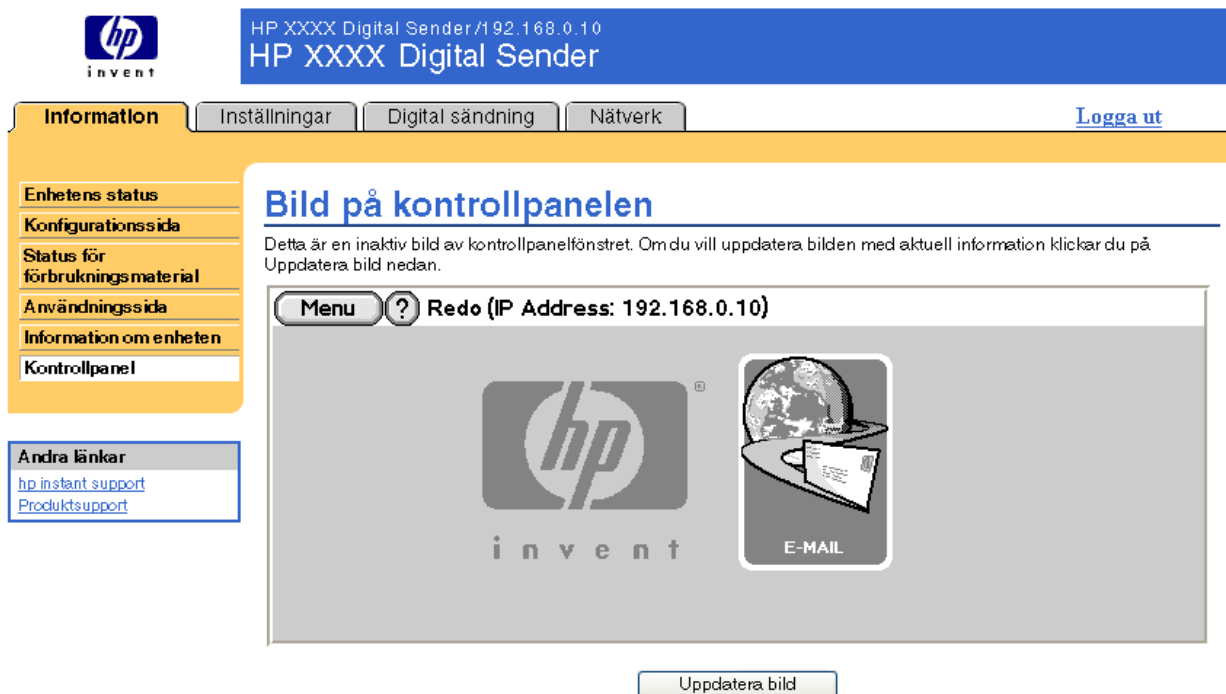 hp
invent
HP XXXX Digital Sender/192.168.0.10
HP XXXX Digital Sender
Information
Inställningar
Digital sändning
Nätverk
Logga ut
Enhetens status
Konfigurationssida
Status för
förbrukningsmaterial
Användningssida
Information om enheten
Kontrollpanel
Andra länkar
hp instant support
Produktsupport
Bild på kontrollpanelen
Detta är en inaktiv bild av kontrollpanelfönstret. Om du vill uppdatera bilden med aktuell information klickar du på
Uppdatera bild nedan.
Menu ? Redo (IP Address: 192.168.0.10)
hp ®
invent
E-MAIL
Uppdatera bild